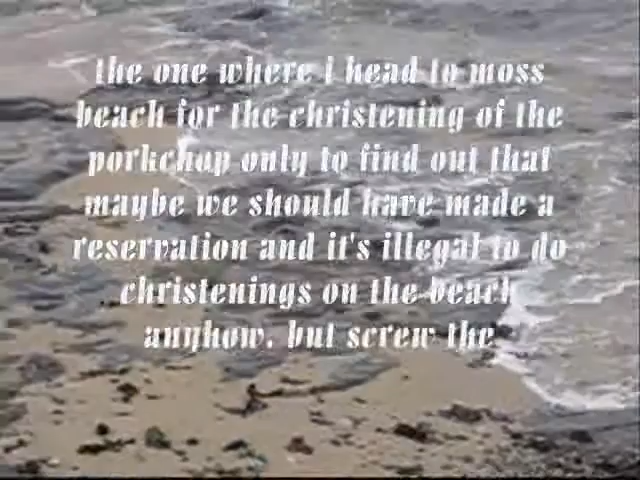 the one where i head to moss
beach for the christening of the
porkchop only to find out that
maybe we should have made a
reservation and it's illegal to do
christenings on the beach
anyhow. but screw the